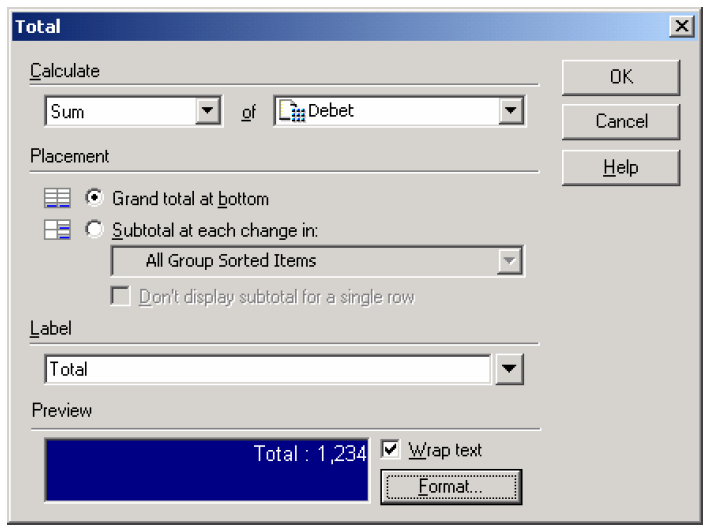 Total
Calculate
OK
Sum of Debet
Cancel
Placement
Help
Grand total at bottom
Subtotal at each change in:
All Group Sorted Items
Don't display subtotal for a single row
Label
Total
Preview
Total : 1,234
Wrap text
Format...